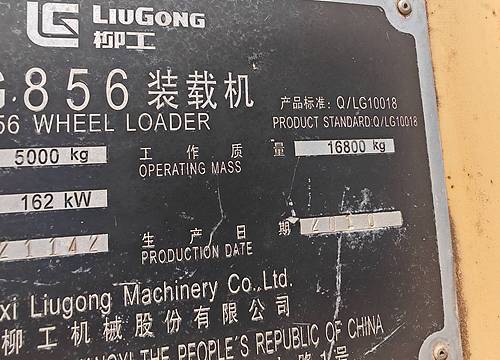 LG LIUGONG
柳工
856 装载机
56 WHEEL LOADER
产品标准: Q/LG10018
PRODUCT STANDARD:Q/LG10018
5000 kg
工作质量 16800 kg
OPERATING MASS
162 kW
生产日期
PRODUCTION DATE
xi Liugong Machinery Co.,Ltd.
柳工机械股份有限公司
THE PEOPLE'S REPUBLIC OF CHINA